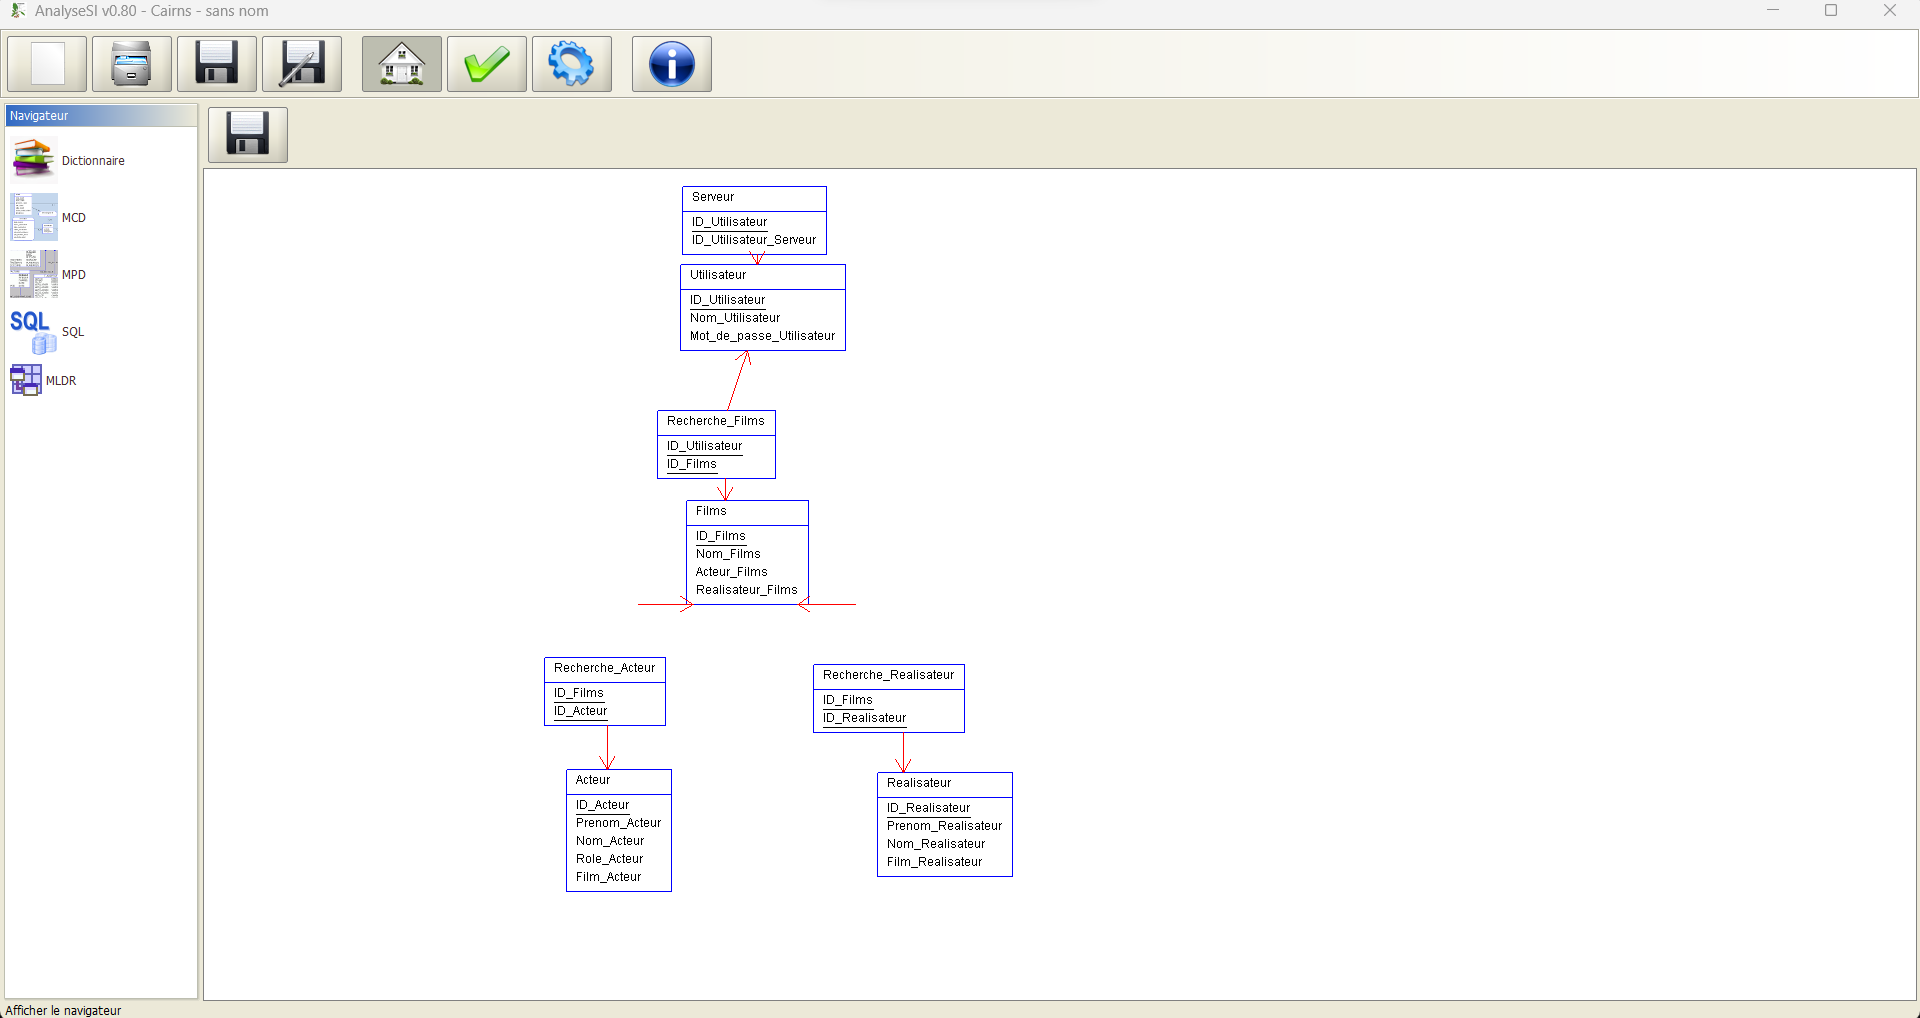 AnalyseSI v0.80 - Cairns - sans nom
Navigateur
Dictionnaire
MCD
MPD
SQL
SQL
MLDR
Serveur
ID_Utilisateur
ID_Utilisateur_Serveur
Utilisateur
ID_Utilisateur
Nom_Utilisateur
Mot_de_passe_Utilisateur
Recherche_Films
ID_Utilisateur
ID_Films
Films
ID_Films
Nom_Films
Acteur_Films
Realisateur_Films
Recherche_Acteur
ID_Films
ID_Acteur
Recherche_Realisateur
ID_Films
ID_Realisateur
Acteur
ID_Acteur
Prenom_Acteur
Nom_Acteur
Role_Acteur
Film_Acteur
Realisateur
ID_Realisateur
Prenom_Realisateur
Nom_Realisateur
Film_Realisateur
Afficher le navigateur